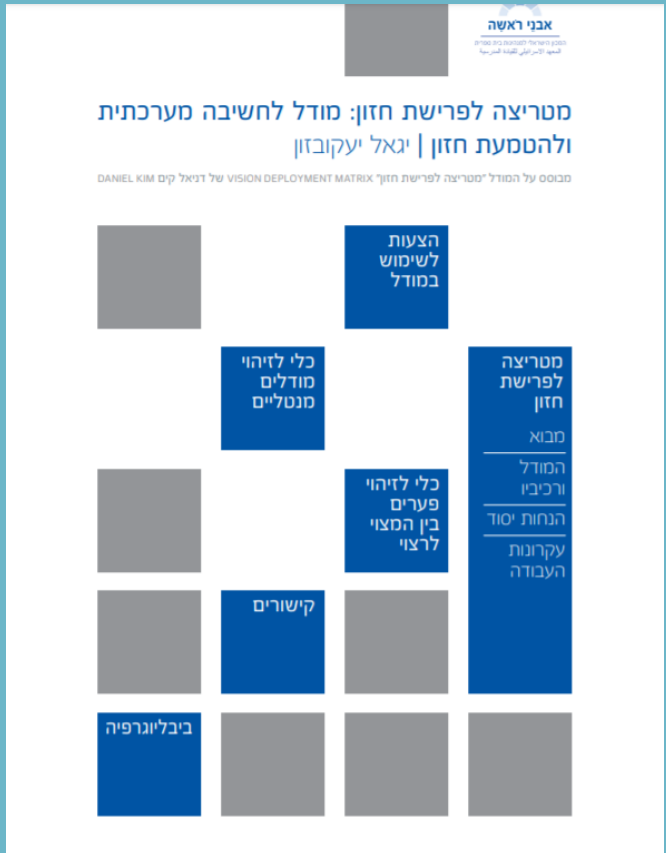 אבני ראשה
המכון הישראלי למנהיגות בית ספרית
المعهد الاسرائيلي للقيادة المدرسية
מטריצה לפרישת חזון: מודל לחשיבה מערכתית
ולהטמעת חזון | יגאל יעקובזון
מבוסס על המודל "מטריצה לפרישת חזון" VISION DEPLOYMENT MATRIX של דניאל קים DANIEL KIM
הצעות
לשימוש
במודל
מטריצה
לפרישת
חזון
מבוא
המודל
ורכיביו
הנחות יסוד
עקרונות
העבודה
כלי לזיהוי
מודלים
מנטליים
כלי לזיהוי
פערים
בין המצוי
לרצוי
קישורים
ביבליוגרפיה